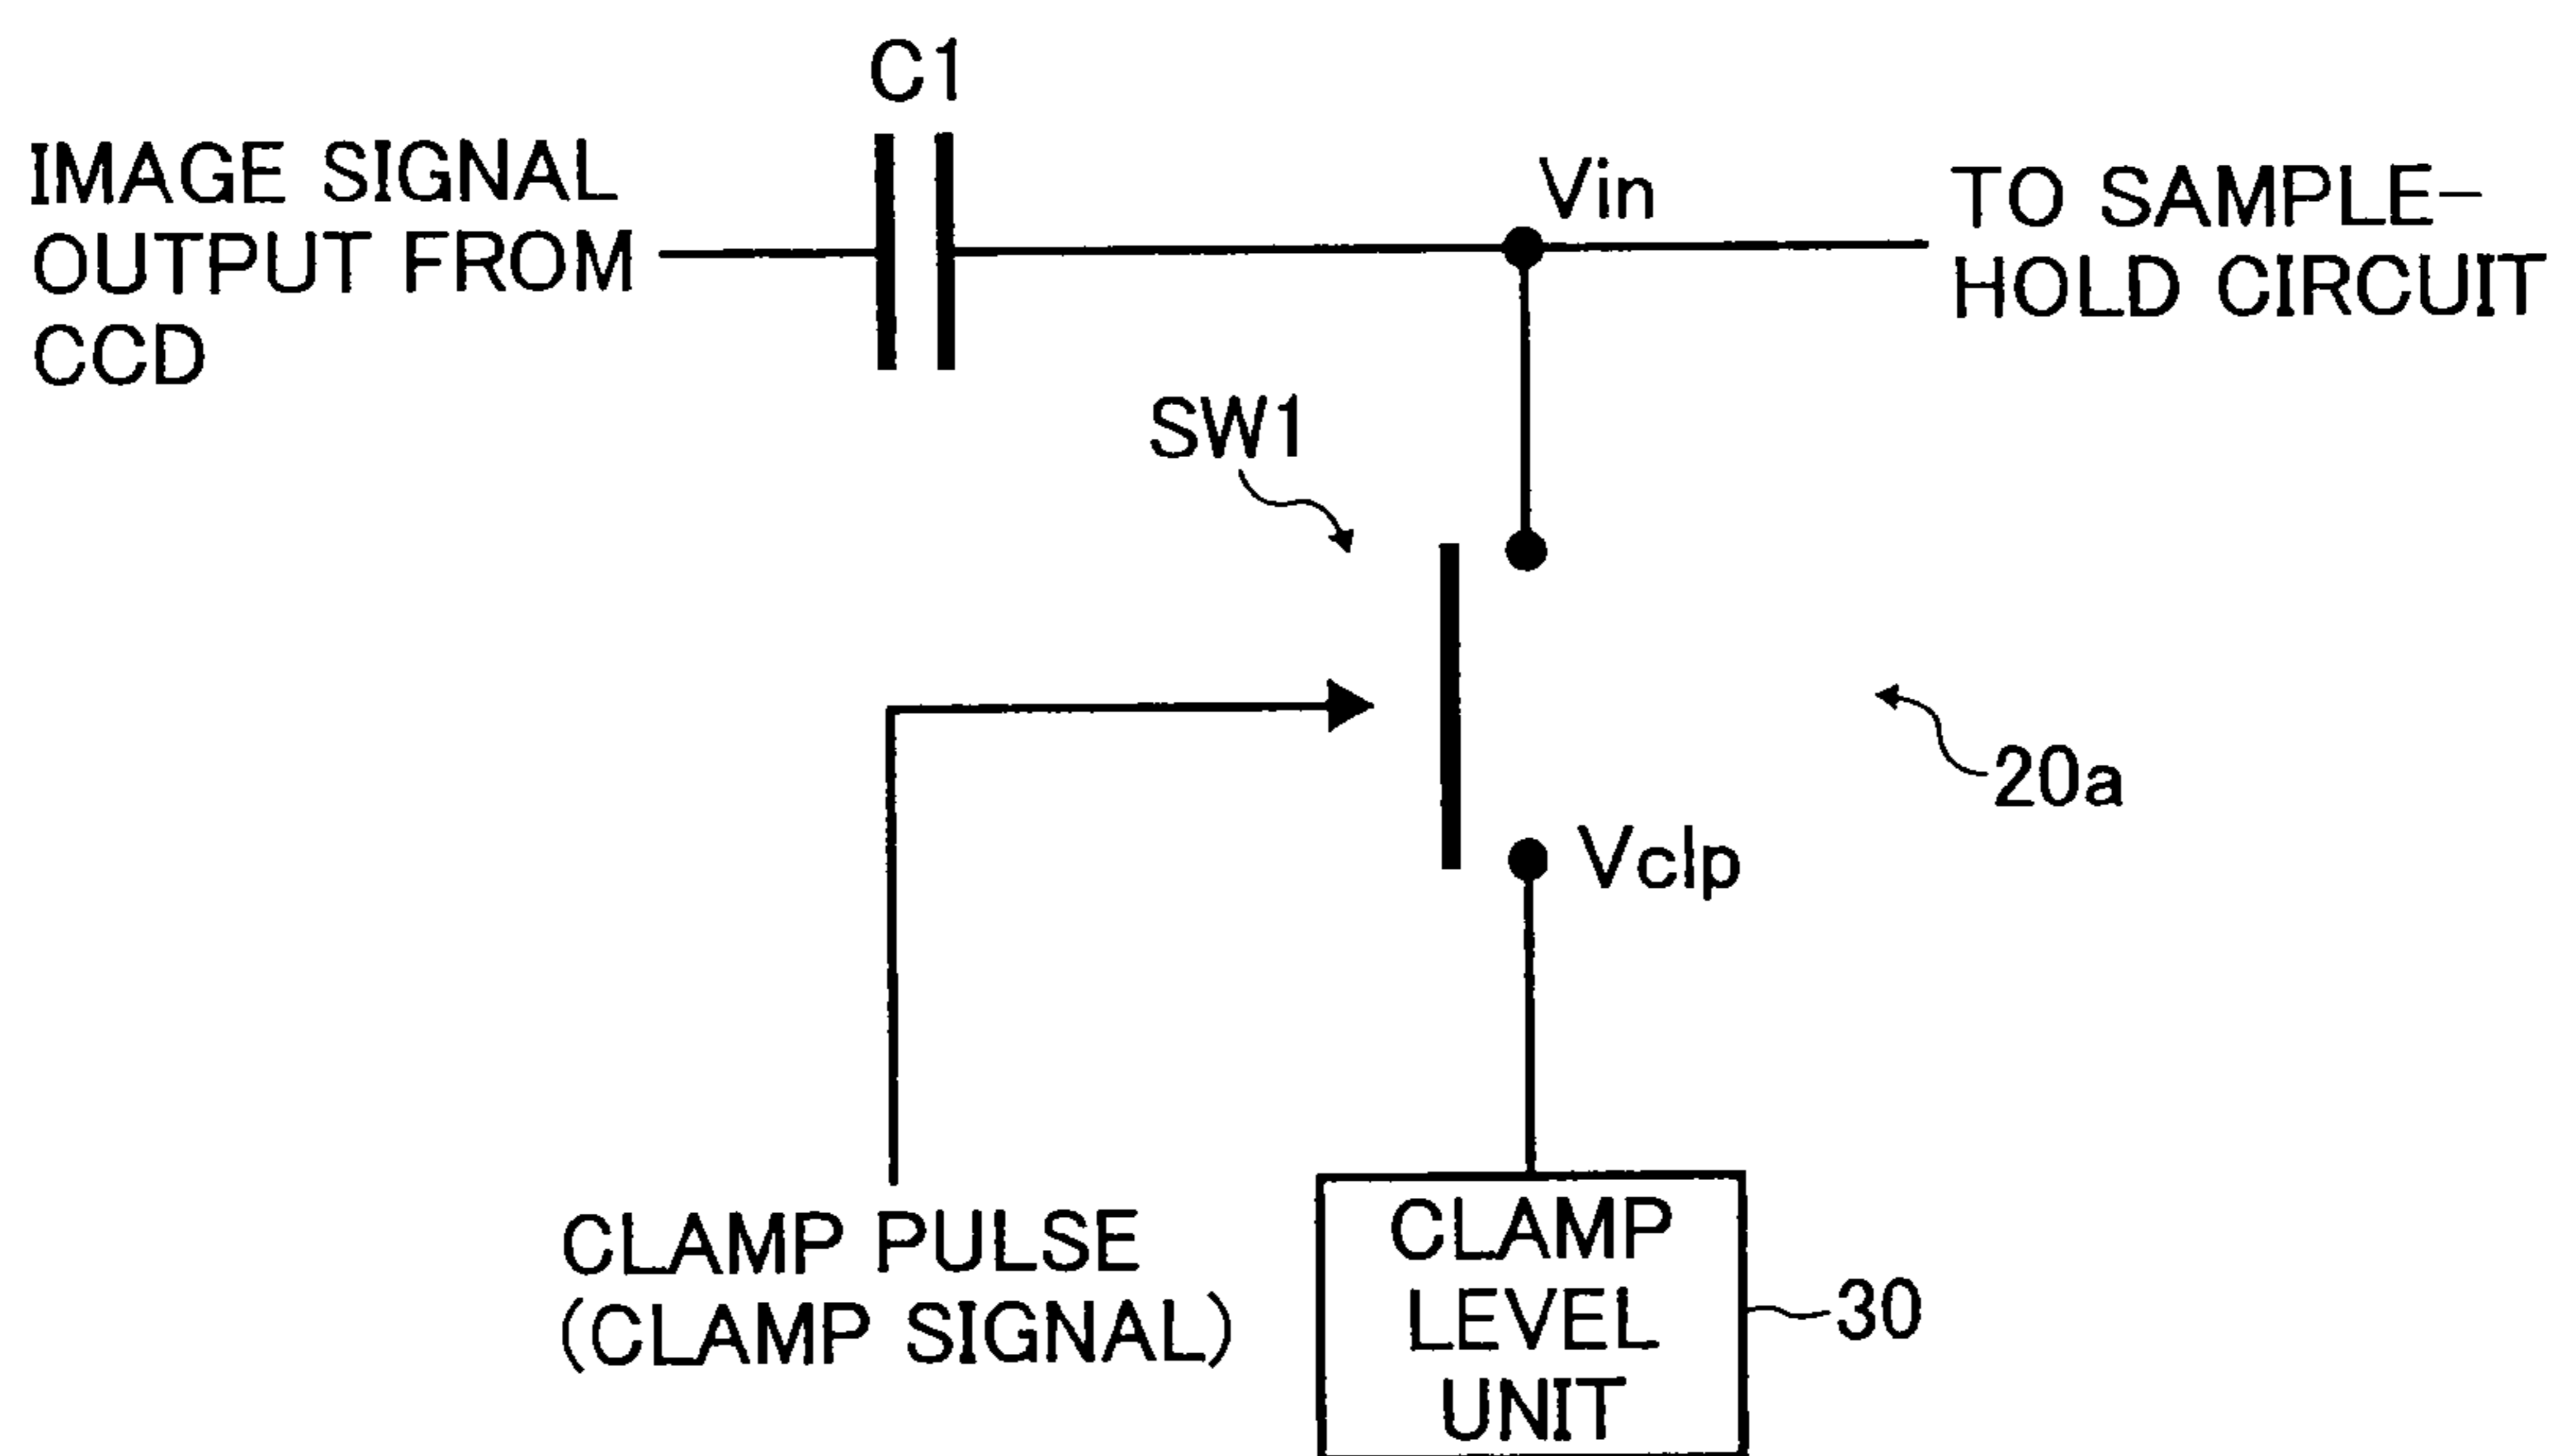 C1
IMAGE SIGNAL
OUTPUT FROM
CCD
Vin
TO SAMPLE-
HOLD CIRCUIT
SW1
20a
Vclp
CLAMP PULSE
(CLAMP SIGNAL)
CLAMP
LEVEL
UNIT
30